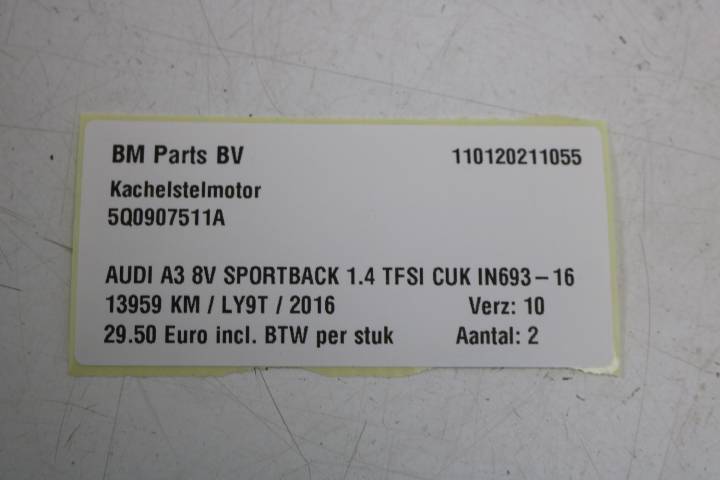 BM Parts BV 110120211055
Kachelstelmotor
5Q0907511A
AUDI A3 8V SPORTBACK 1.4 TFSI CUK IN693-16
13959 KM / LY9T / 2016 Verz: 10
29.50 Euro incl. BTW per stuk Aantal: 2